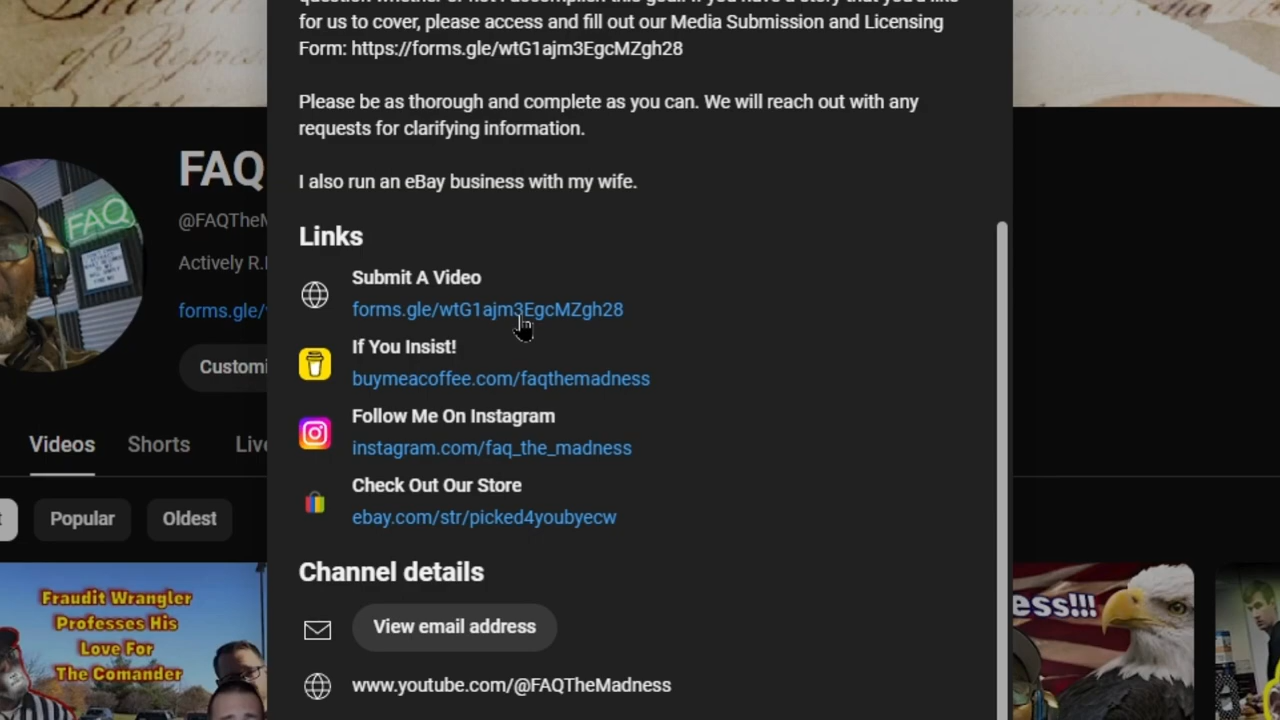 of Repres
for us to cover, please access and fill out our Media Submission and Licensing
Form: https://forms.gle/wtG1ajm3EgcMZgh28
Please be as thorough and complete as you can. We will reach out with any
requests for clarifying information.
I also run an eBay business with my wife.
Links
Submit A Video
forms.gle/wtG1ajm3EgcMZgh28
If You Insist!
buymeacoffee.com/faqthemadness
Follow Me On Instagram
instagram.com/faq_the_madness
Check Out Our Store
ebay.com/str/picked4youbyecw
Channel details
View email address
www.youtube.com/@FAQTheMadness
FAQ
FAQ
@FAQTheM
Actively R.
forms.gle/
Customi
Videos Shorts Live
Popular Oldest
Fraudit Wrangler
Professes His
Love For
The Comander
ess!!!